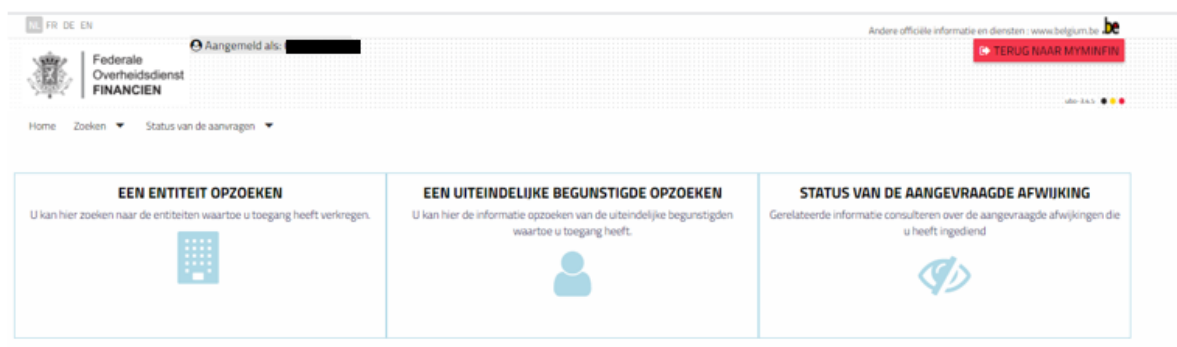 NL FR DE EN
Andere officiële informatie en diensten : www.belgium.be .be
Aangemeld als:
TERUG NAAR MYMINFIN
Federale
Overheidsdienst
FINANCIEN
Home Zoeken Status van de aanvragen
EEN ENTITEIT OPZOEKEN
U kan hier zoeken naar de entiteiten waartoe u toegang heeft verkregen.
EEN UITEINDELIJKE BEGUNSTIGDE OPZOEKEN
U kan hier de informatie opzoeken van de uiteindelijke begunstigden
waartoe u toegang heeft.
STATUS VAN DE AANGEVRAAGDE AFWIJKING
Gerelateerde informatie consulteren over de aangevraagde afwijkingen die
u heeft ingediend